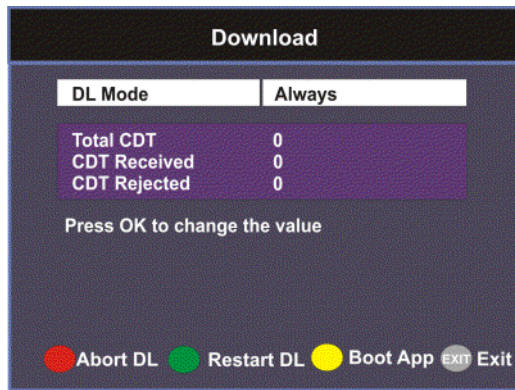 Download
DL Mode Always
Total CDT 0
CDT Received 0
CDT Rejected 0
Press OK to change the value
Abort DL Restart DL Boot App EXIT Exit